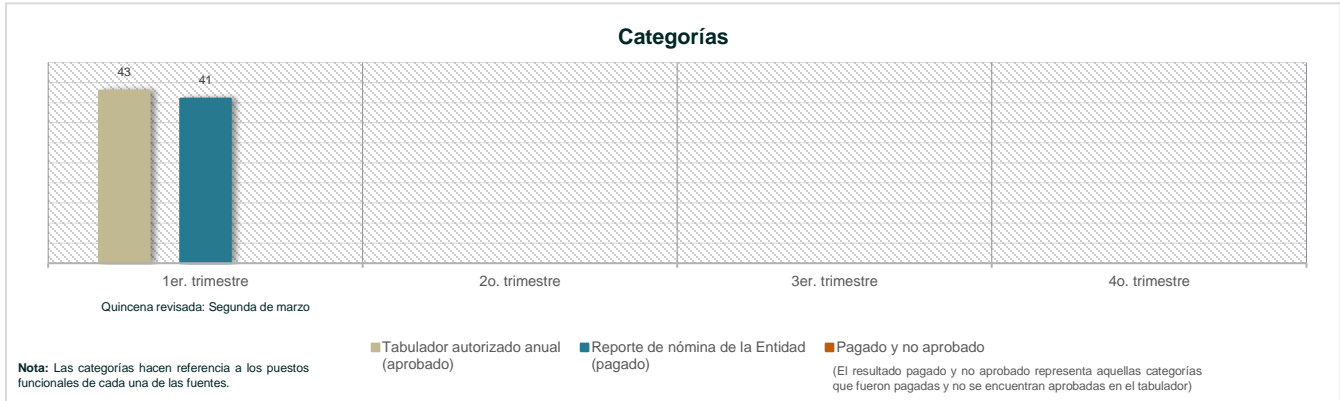 Categorías
43
41
1er. trimestre
2o. trimestre
3er. trimestre
4o. trimestre
Quincena revisada: Segunda de marzo
Tabulador autorizado anual
(aprobado)
Reporte de nómina de la Entidad
(pagado)
Pagado y no aprobado
(El resultado pagado y no aprobado representa aquellas categorías
que fueron pagadas y no se encuentran aprobadas en el tabulador)
Nota: Las categorías hacen referencia a los puestos
funcionales de cada una de las fuentes.